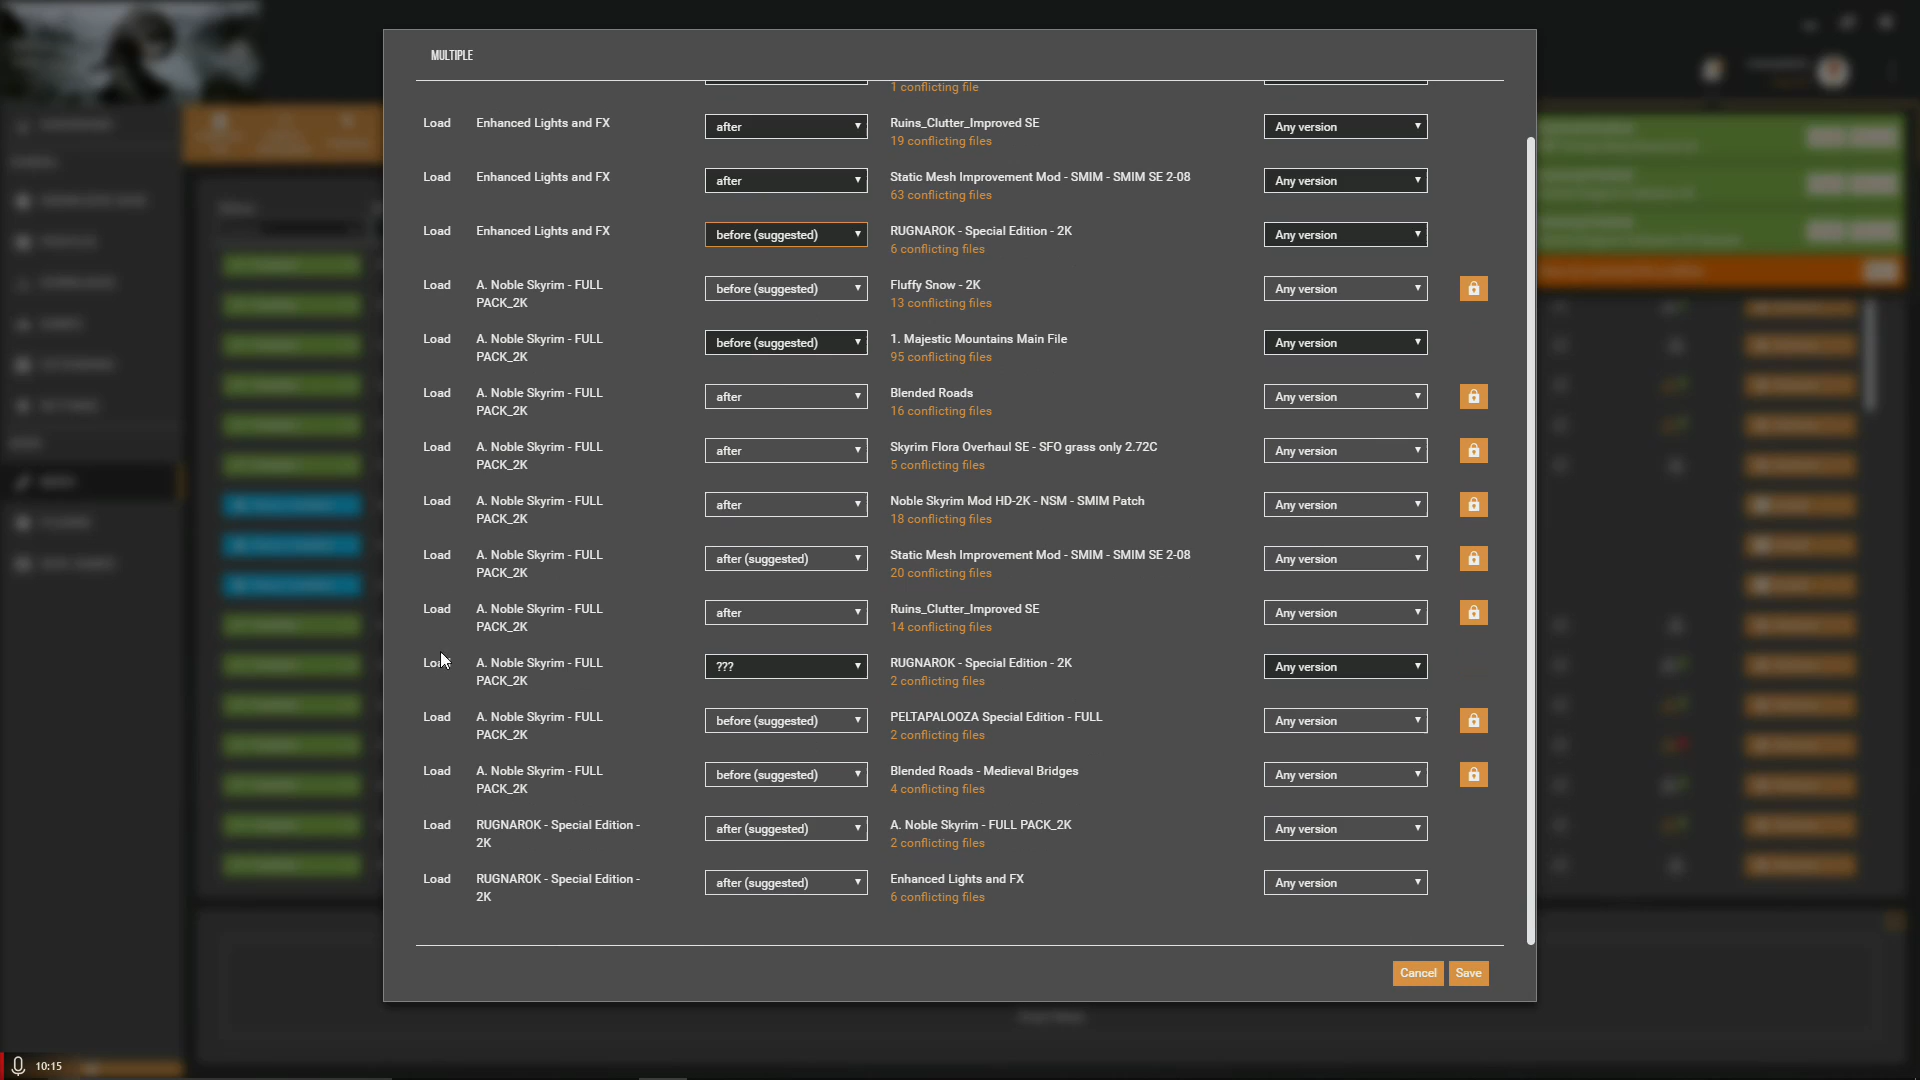 MULTIPLE
1 conflicting file
Load Enhanced Lights and FX after Ruins_Clutter_Improved SE Any version
19 conflicting files
Load Enhanced Lights and FX after Static Mesh Improvement Mod - SMIM - SMIM SE 2-08 Any version
63 conflicting files
Load Enhanced Lights and FX before (suggested) RUGNAROK - Special Edition - 2K Any version
6 conflicting files
Load A. Noble Skyrim - FULL before (suggested) Fluffy Snow - 2K Any version
PACK_2K 13 conflicting files
Load A. Noble Skyrim - FULL before (suggested) 1. Majestic Mountains Main File Any version
PACK_2K 95 conflicting files
Load A. Noble Skyrim - FULL after Blended Roads Any version
PACK_2K 16 conflicting files
Load A. Noble Skyrim - FULL after Skyrim Flora Overhaul SE - SFO grass only 2.72C Any version
PACK_2K 5 conflicting files
Load A. Noble Skyrim - FULL after Noble Skyrim Mod HD-2K - NSM - SMIM Patch Any version
PACK_2K 18 conflicting files
Load A. Noble Skyrim - FULL after (suggested) Static Mesh Improvement Mod - SMIM - SMIM SE 2-08 Any version
PACK_2K 20 conflicting files
Load A. Noble Skyrim - FULL after Ruins_Clutter_Improved SE Any version
PACK_2K 14 conflicting files
Load A. Noble Skyrim - FULL ??? RUGNAROK - Special Edition - 2K Any version
PACK_2K 2 conflicting files
Load A. Noble Skyrim - FULL before (suggested) PELTAPALOOZA Special Edition - FULL Any version
PACK_2K 2 conflicting files
Load A. Noble Skyrim - FULL before (suggested) Blended Roads - Medieval Bridges Any version
PACK_2K 4 conflicting files
Load RUGNAROK - Special Edition - after (suggested) A. Noble Skyrim - FULL PACK_2K Any version
2K 2 conflicting files
Load RUGNAROK - Special Edition - after (suggested) Enhanced Lights and FX Any version
2K 6 conflicting files
Cancel Save
10:15